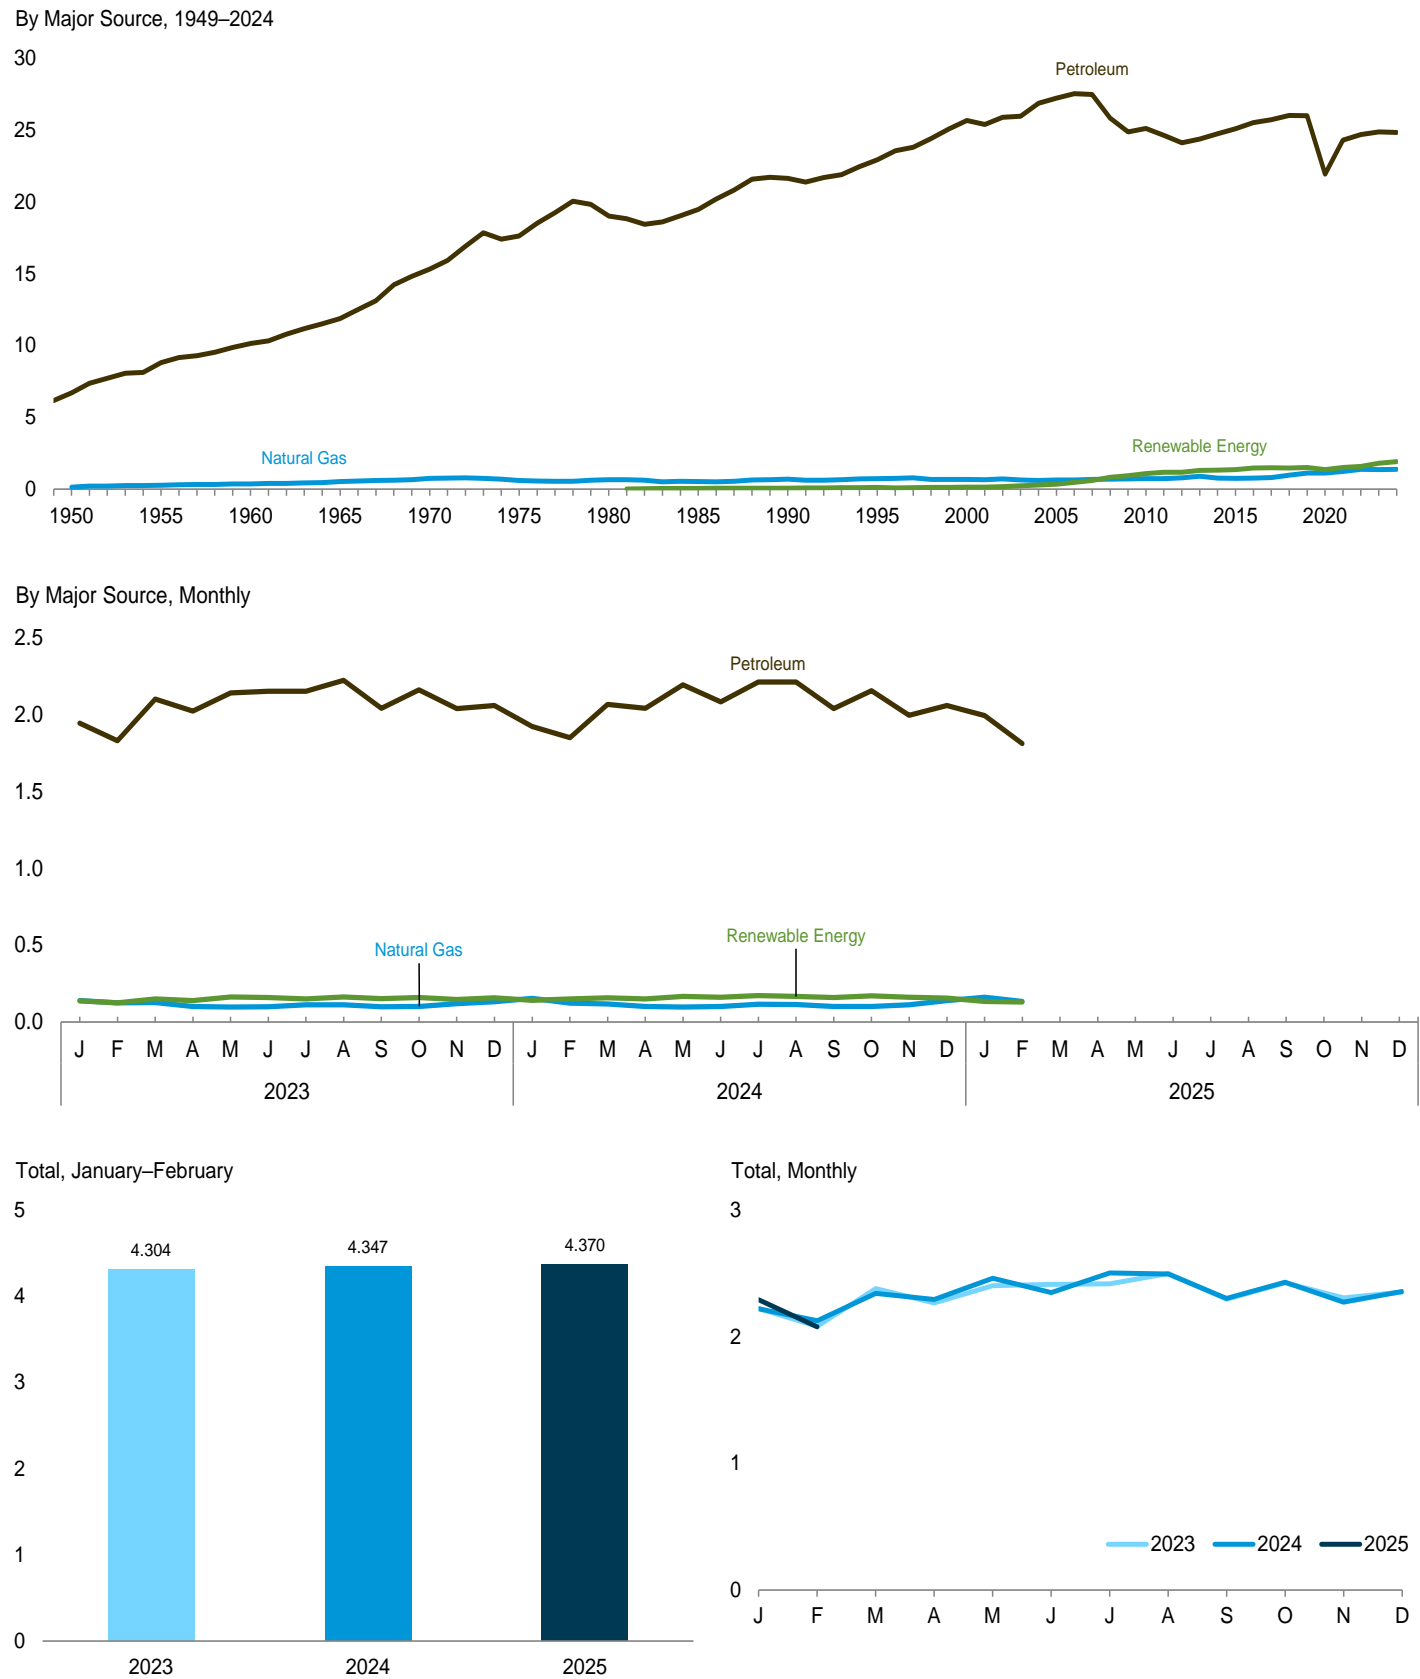 By Major Source, 1949–2024
30
Petroleum
25
20
15
10
5
Natural Gas
Renewable Energy
0
1950 1955 1960 1965 1970 1975 1980 1985 1990 1995 2000 2005 2010 2015 2020
By Major Source, Monthly
2.5
Petroleum
2.0
1.5
1.0
0.5
Natural Gas
Renewable Energy
0.0
J F M A M J J A S O N D J F M A M J J A S O N D J F M A M J J A S O N D
2023 2024 2025
Total, January–February
5
4.304 4.347 4.370
4
3
2
1
0
2023 2024 2025
Total, Monthly
3
2
1
2023 2024 2025
0
J F M A M J J A S O N D